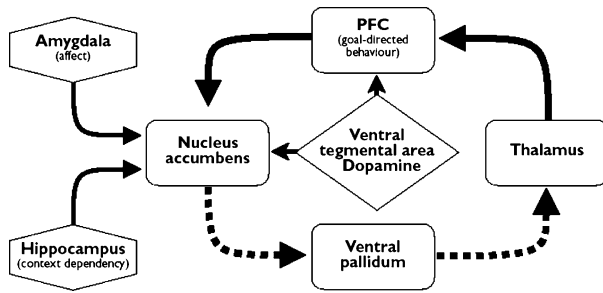 Amygdala
(affect)
PFC
(goal-directed
behaviour)
Nucleus
accumbens
Ventral
tegmental area
Dopamine
Thalamus
Hippocampus
(context dependency)
Ventral
pallidum